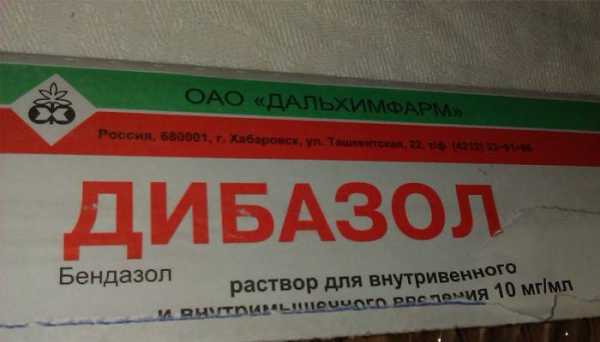 ОАО «ДАЛЬХИМФАРМ»
Россия, 680001, г. Хабаровск, ул. Ташкентская, 22, т/ф. (4212) 53-91-86
ДИБАЗОЛ
Бендазол
раствор для внутривенного
и внутримышечного введения 10 мг/мл